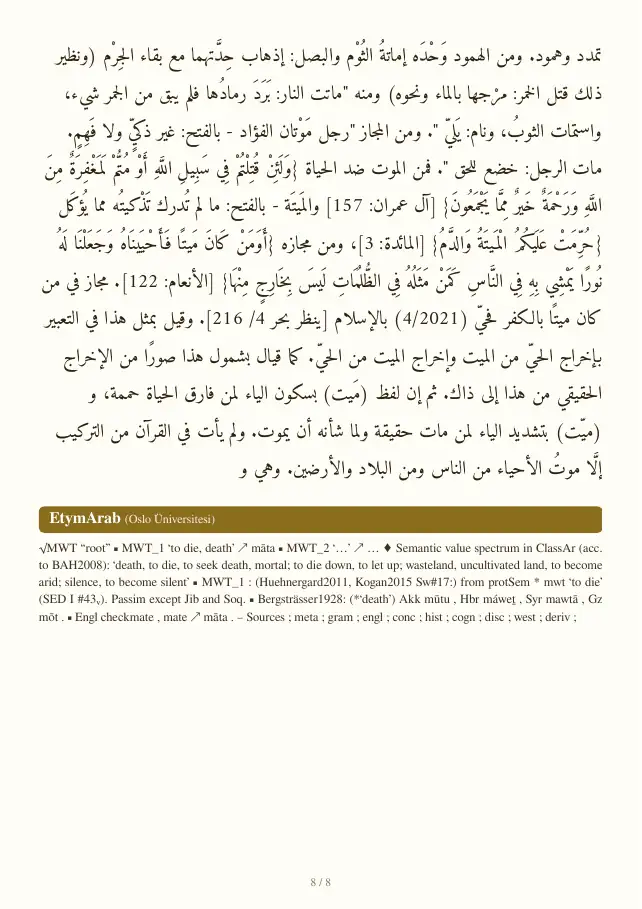 تمدد وهمود. ومن الهمود وَحْدَه إماتةُ الثُوْم والبصل: إذهاب حِدَّتهما مع بقاء الجِرْم (ونظير
ذلك قتل الخمر: مزْجها بالماء ونحوه) ومنه "ماتت النار: بَرَدَ رمادُها فلم يبق من الجمر شيء،
واستمات الثوبُ، ونام: يَلِيَّ ". ومن المجاز "رجل مَوْتان الفؤاد - بالفتح: غير ذكيّ ولا فَهِمٍ.
مات الرجل: خضع للحق ". فمن الموت ضد الحياة {وَلَئِنْ قُتِلْتُمْ فِي سَبِيلِ اللَّهِ أَوْ مُتُّمْ لَمَغْفِرَةٌ مِنَ
اللَّهِ وَرَحْمَةٌ خَيْرٌ مِمَّا يَجْمَعُونَ} [آل عمران: 157] والمَيتَة - بالفتح: ما لم تُدرك تَذْكيتُه مما يُؤكَل
{حُرِّمَتْ عَلَيْكُمُ الْمَيتَةُ وَالدَّمُ} [المائدة: 3]، ومن مجازه {أَوَمَنْ كَانَ مَيتًا فَأَحْيَينَاهُ وَجَعَلْنَا لَهُ
نُورًا يَمْشِي بِهِ فِي النَّاسِ كَمَنْ مَثَلُهُ فِي الظُّلُمَاتِ لَيسَ بِخَارِجٍ مِنْهَا} [الأنعام: 122]. مجاز في من
كان ميتا بالكفر فحيّ (4/2021) بالإسلام [ينظر بحر 4/ 216]. وقيل بمثل هذا في التعبير
بإخراج الحيّ من الميت وإخراج الميت من الحيّ. كما قيال بشمول هذا صورًا من الإخراج
الحقيقي من هذا إلى ذاك. ثم إن لفظ (مَيت) بسكون الياء لمن فارق الحياة حممة، و
(ميّت) بتشديد الياء لمن مات حقيقة ولما شأنه أن يموت. ولم يأت في القرآن من التركيب
إلَّا موتُ الأحياء من الناس ومن البلاد والأرضين. وهي و
EtymArab (Oslo Üniversitesi)
√MWT “root” ▪ MWT_1 ‘to die, death’ ↗ māta ▪ MWT_2 ‘…’ ↗ … ♦ Semantic value spectrum in ClassAr (acc.
to BAH2008): ‘death, to die, to seek death, mortal; to die down, to let up; wasteland, uncultivated land, to become
arid; silence, to become silent’ ▪ MWT_1 : (Huehnergard2011, Kogan2015 Sw#17:) from protSem * mwt ‘to die’
(SED I #43ᵥ). Passim except Jib and Soq. ▪ Bergsträsser1928: (*‘death’) Akk mūtu , Hbr máweṯ , Syr mawtā , Gz
mōt . ▪ Engl checkmate , mate ↗ māta . – Sources ; meta ; gram ; engl ; conc ; hist ; cogn ; disc ; west ; deriv ;
8 / 8